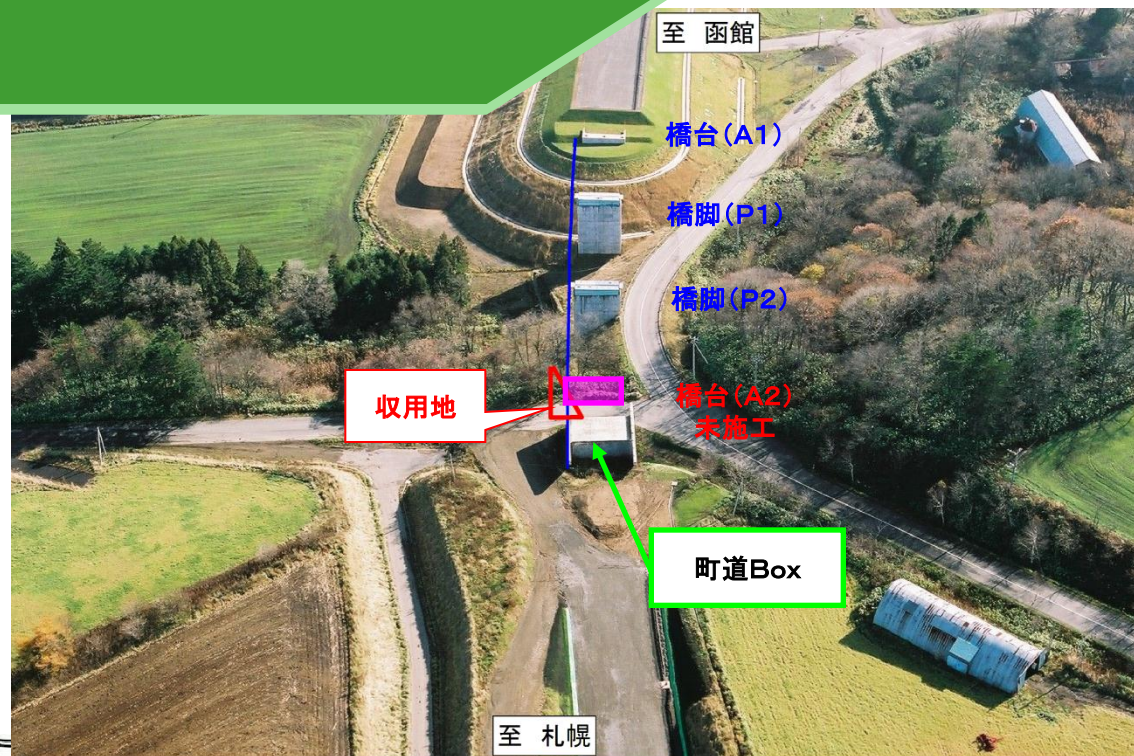 至 函館
橋台(A1)
橋脚(P1)
橋脚(P2)
収用地
橋台(A2)
未施工
町道Box
至 札幌